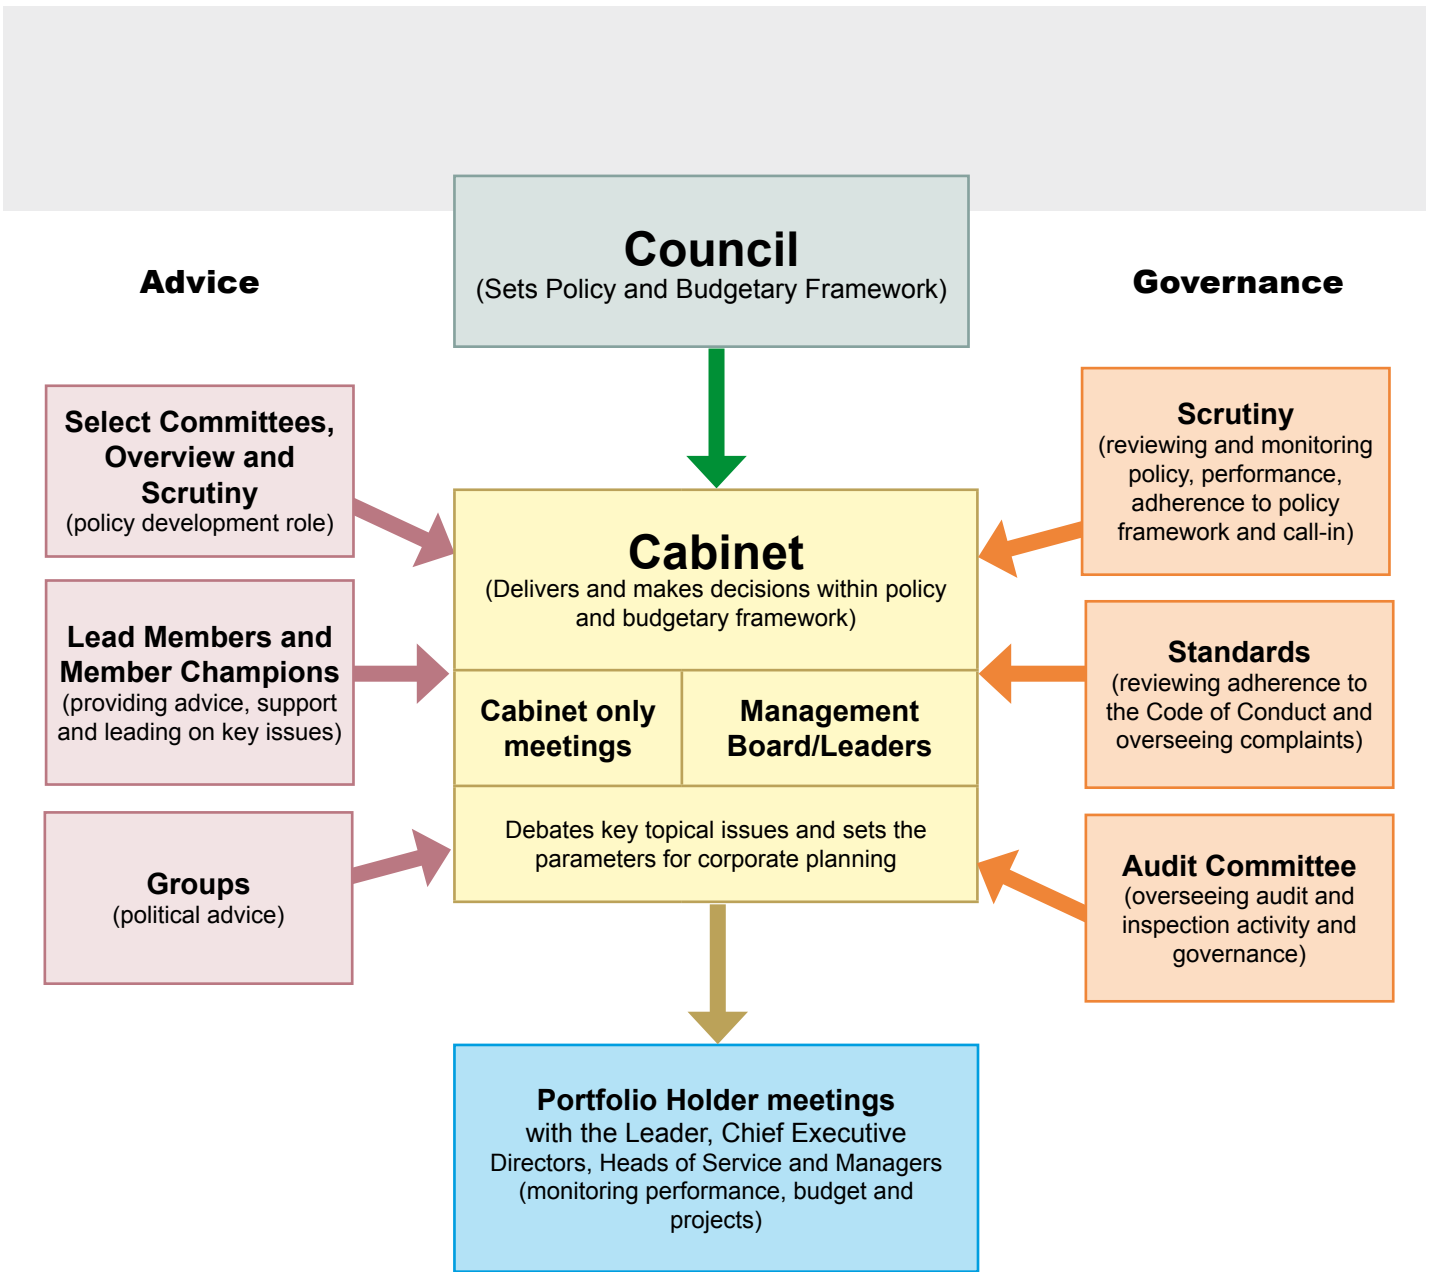 Council
(Sets Policy and Budgetary Framework)
Advice
Governance
Select Committees,
Overview and
Scrutiny
(policy development role)
Lead Members and
Member Champions
(providing advice, support
and leading on key issues)
Groups
(political advice)
Cabinet
(Delivers and makes decisions within policy
and budgetary framework)
Cabinet only
meetings
Management
Board/Leaders
Debates key topical issues and sets the
parameters for corporate planning
Scrutiny
(reviewing and monitoring
policy, performance,
adherence to policy
framework and call-in)
Standards
(reviewing adherence to
the Code of Conduct and
overseeing complaints)
Audit Committee
(overseeing audit and
inspection activity and
governance)
Portfolio Holder meetings
with the Leader, Chief Executive
Directors, Heads of Service and Managers
(monitoring performance, budget and
projects)